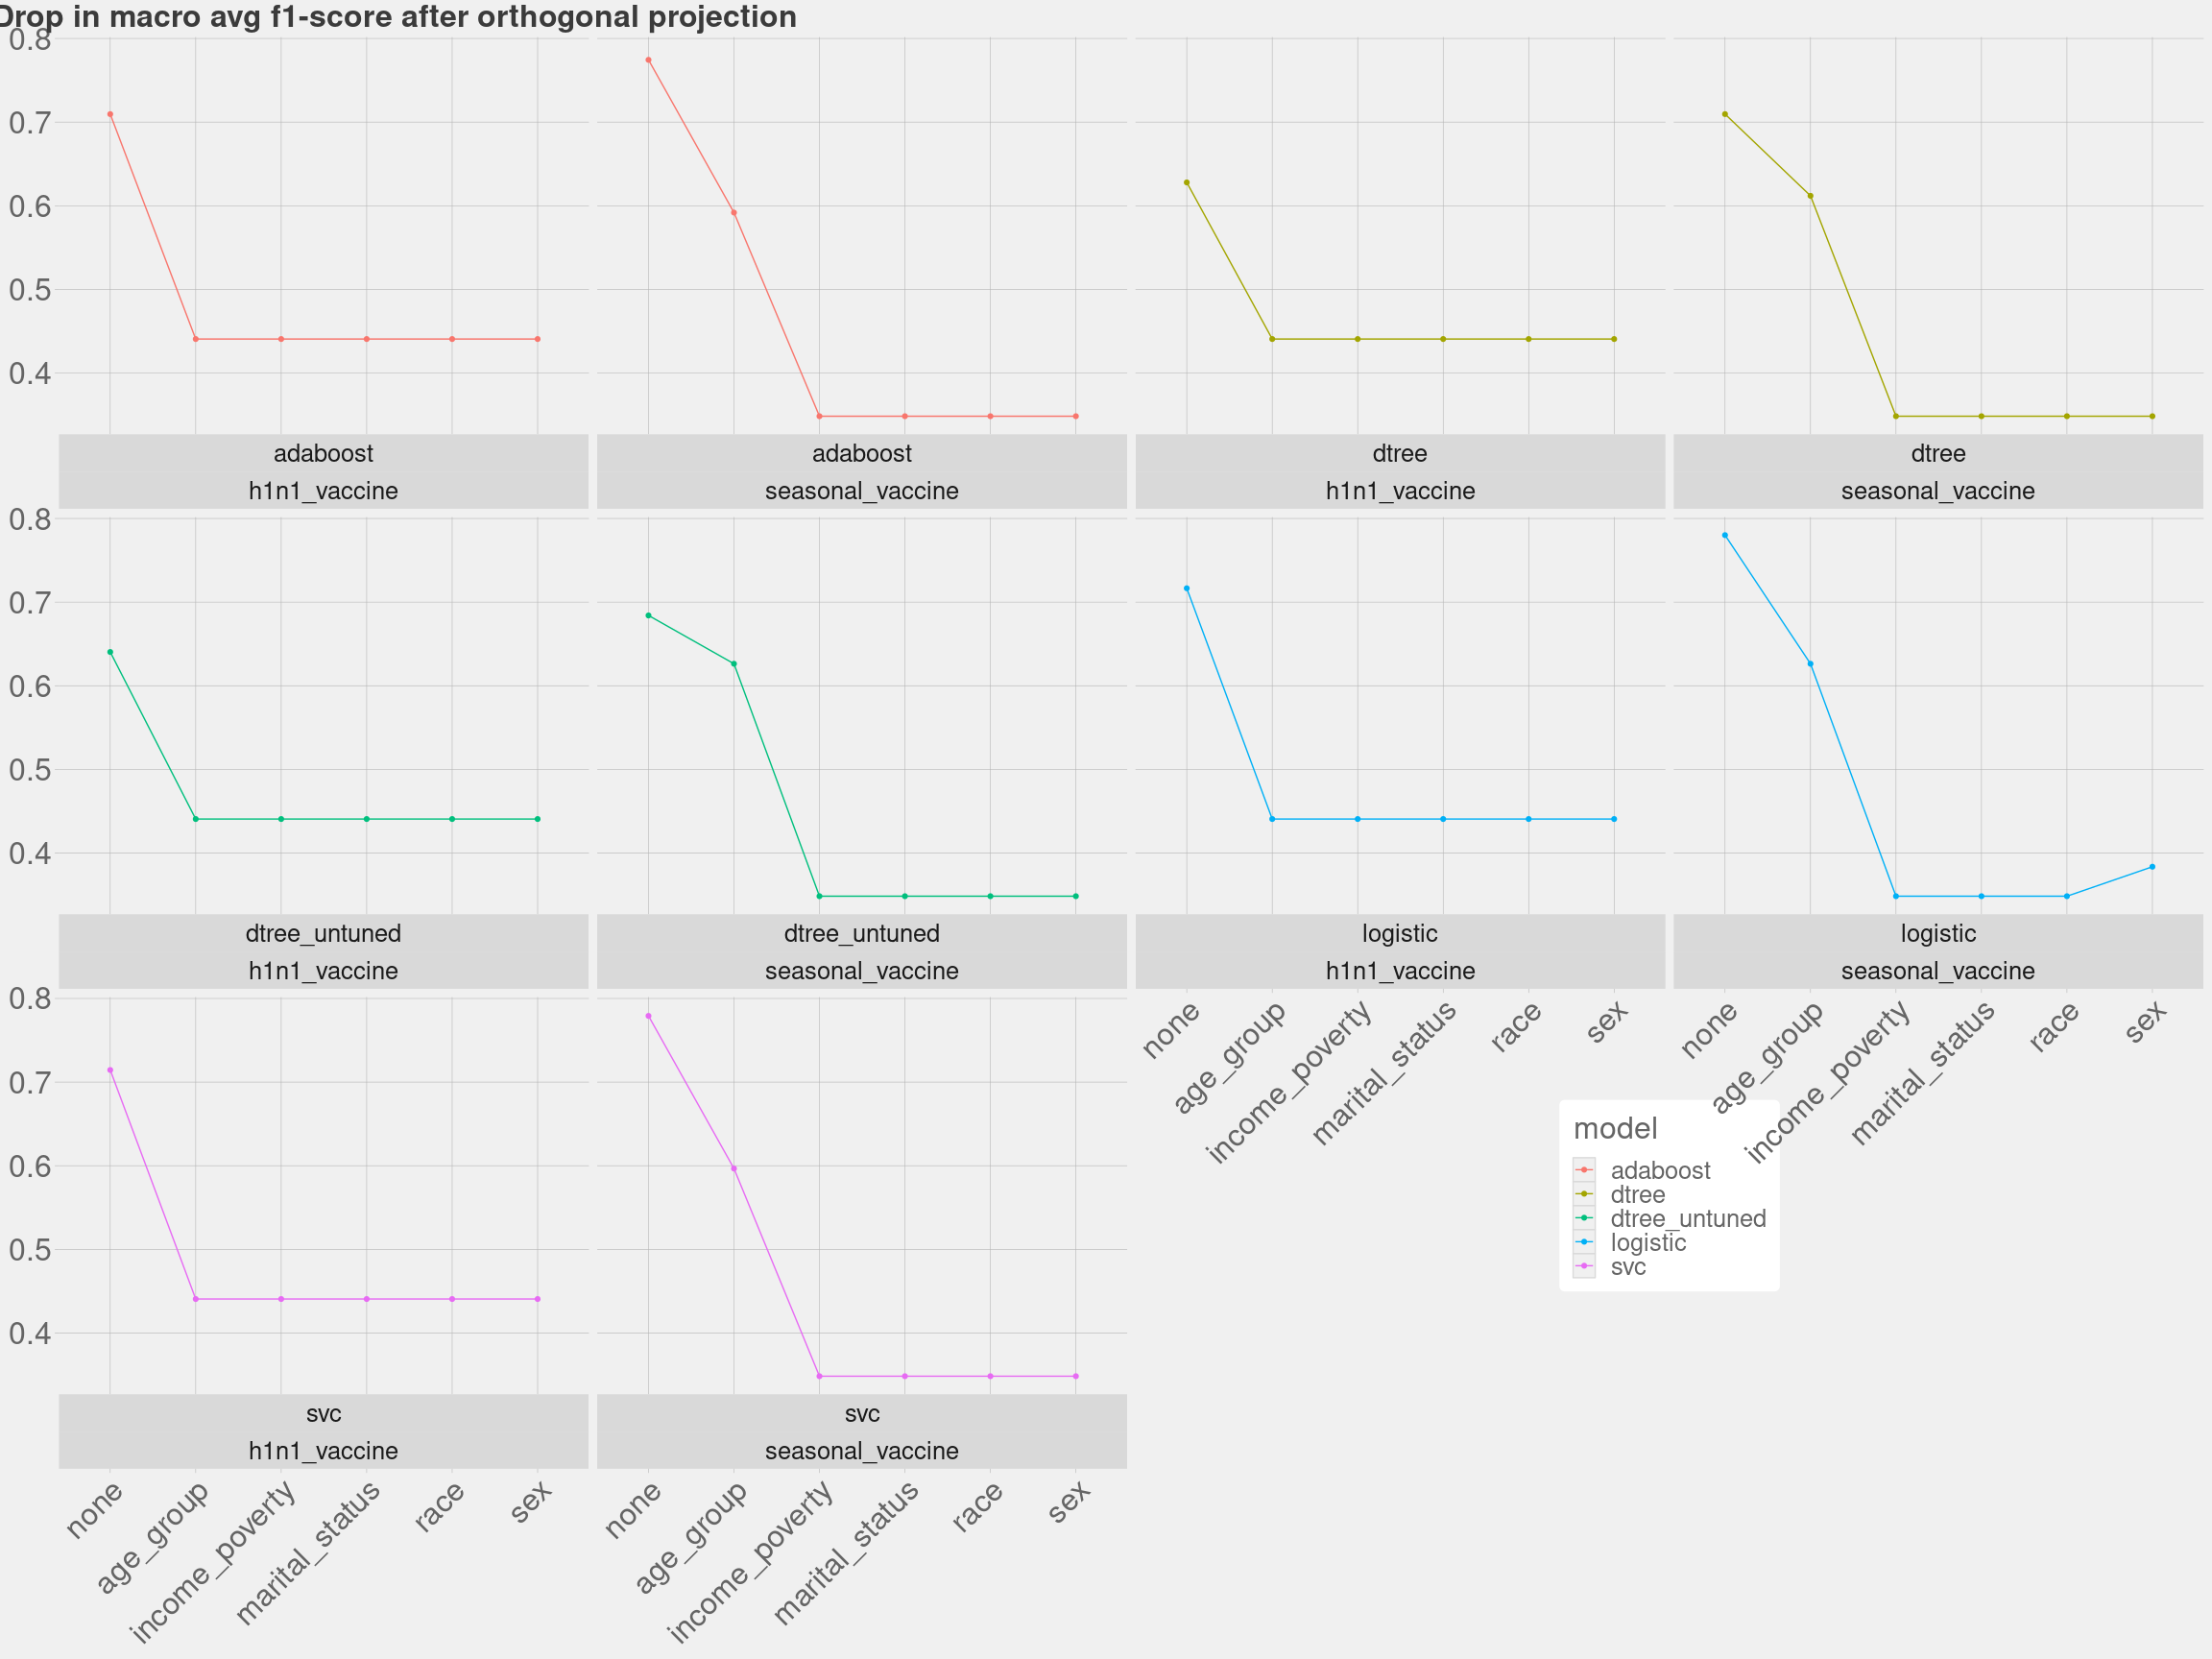 Drop in macro avg f1-score after orthogonal projection
0.8
0.7
0.6
0.5
0.4
adaboost
h1n1_vaccine
adaboost
seasonal_vaccine
dtree
h1n1_vaccine
dtree
seasonal_vaccine
0.8
0.7
0.6
0.5
0.4
dtree_untuned
h1n1_vaccine
dtree_untuned
seasonal_vaccine
logistic
h1n1_vaccine
logistic
seasonal_vaccine
none
age_group
income_poverty
marital_status
race
sex
none
age_group
income_poverty
marital_status
race
sex
0.8
0.7
0.6
0.5
0.4
svc
h1n1_vaccine
svc
seasonal_vaccine
none
age_group
income_poverty
marital_status
race
sex
none
age_group
income_poverty
marital_status
race
sex
model
adaboost
dtree
dtree_untuned
logistic
svc